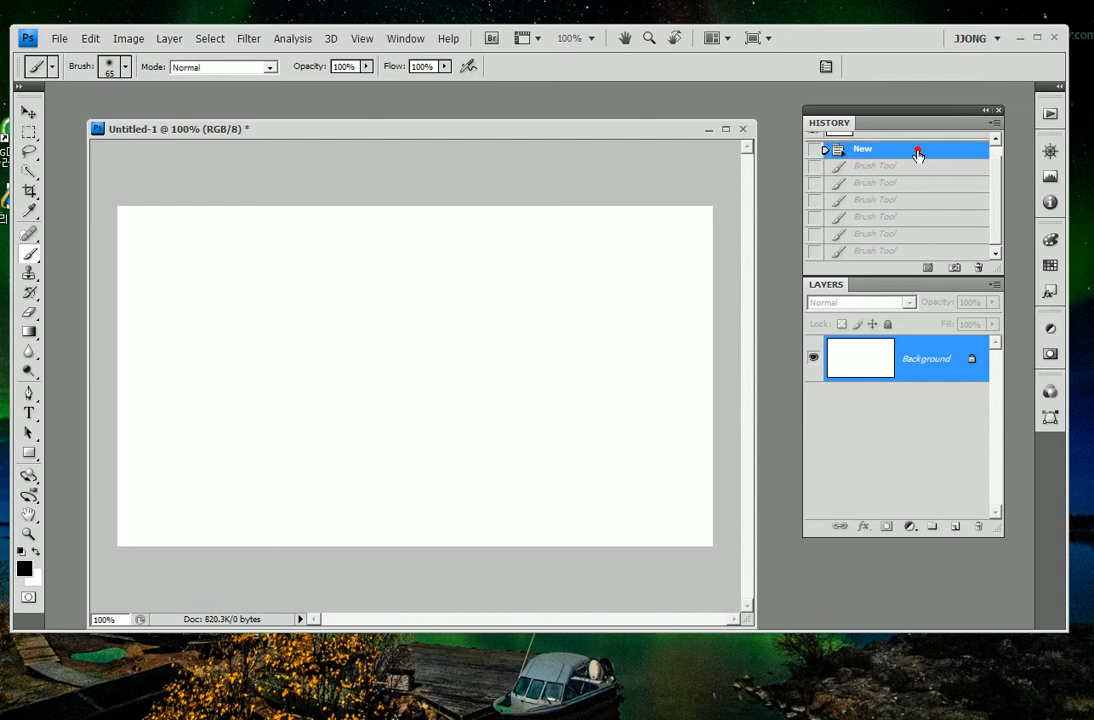 Ps File Edit Image Layer Select Filter Analysis 3D View Window Help Br 100% JJONG
Brush: 65 Mode: Normal Opacity: 100% Flow: 100%
Ps Untitled-1 @ 100% (RGB/8) *
HISTORY
New
Brush Tool
Brush Tool
Brush Tool
Brush Tool
Brush Tool
Brush Tool
LAYERS
Normal Opacity: 100%
Lock: Fill: 100%
Background
100% Doc: 820.3K/0 bytes